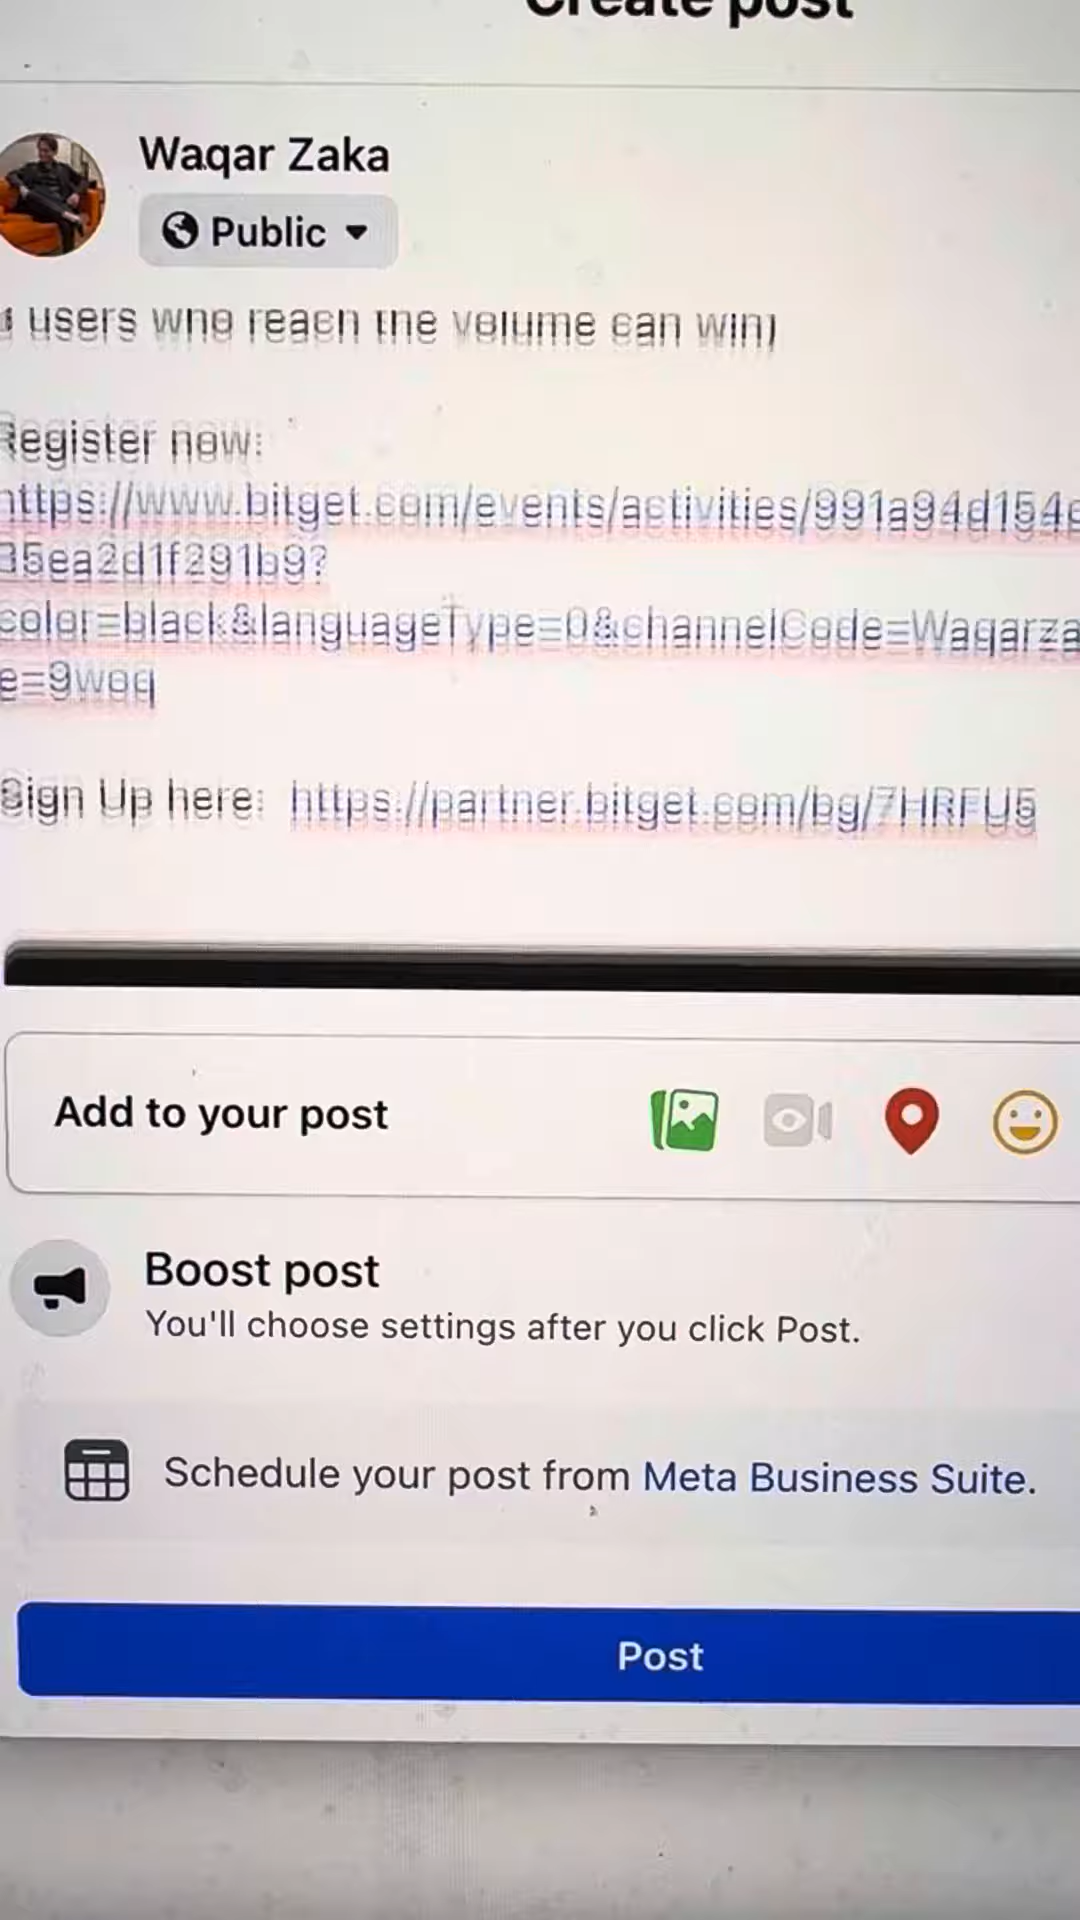 Create post
Waqar Zaka
Public
users who reach the volume can win)
Register now:
https://www.bitget.com/events/activities/991a94d154
35ea2d1f291b9?
color=black&languageType=0&channelCode=Waqarza
Sign Up here: https://partner.bitget.com/bg/7HRFU5
Add to your post
Boost post
You'll choose settings after you click Post.
Schedule your post from Meta Business Suite.
Post